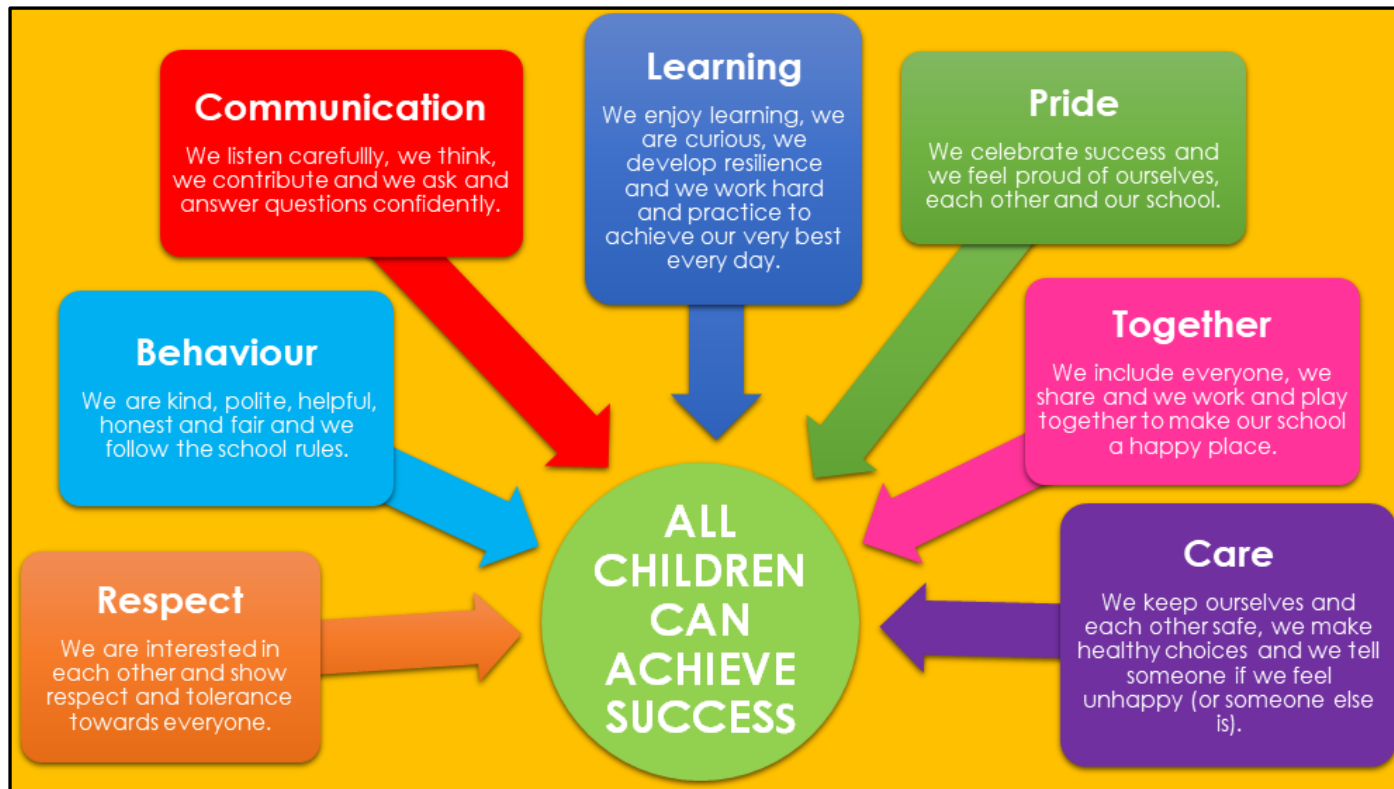 Communication
We listen carefullly, we think,
we contribute and we ask and
answer questions confidently.
Learning
We enjoy learning, we
are curious, we
develop resilience
and we work hard
and practice to
achieve our very best
every day.
Pride
We celebrate success and
we feel proud of ourselves,
each other and our school.
Behaviour
We are kind, polite, helpful,
honest and fair and we
follow the school rules.
Together
We include everyone, we
share and we work and play
together to make our school
a happy place.
Respect
We are interested in
each other and show
respect and tolerance
towards everyone.
ALL
CHILDREN
CAN
ACHIEVE
SUCCESS
Care
We keep ourselves and
each other safe, we make
healthy choices and we tell
someone if we feel
unhappy (or someone else
is).